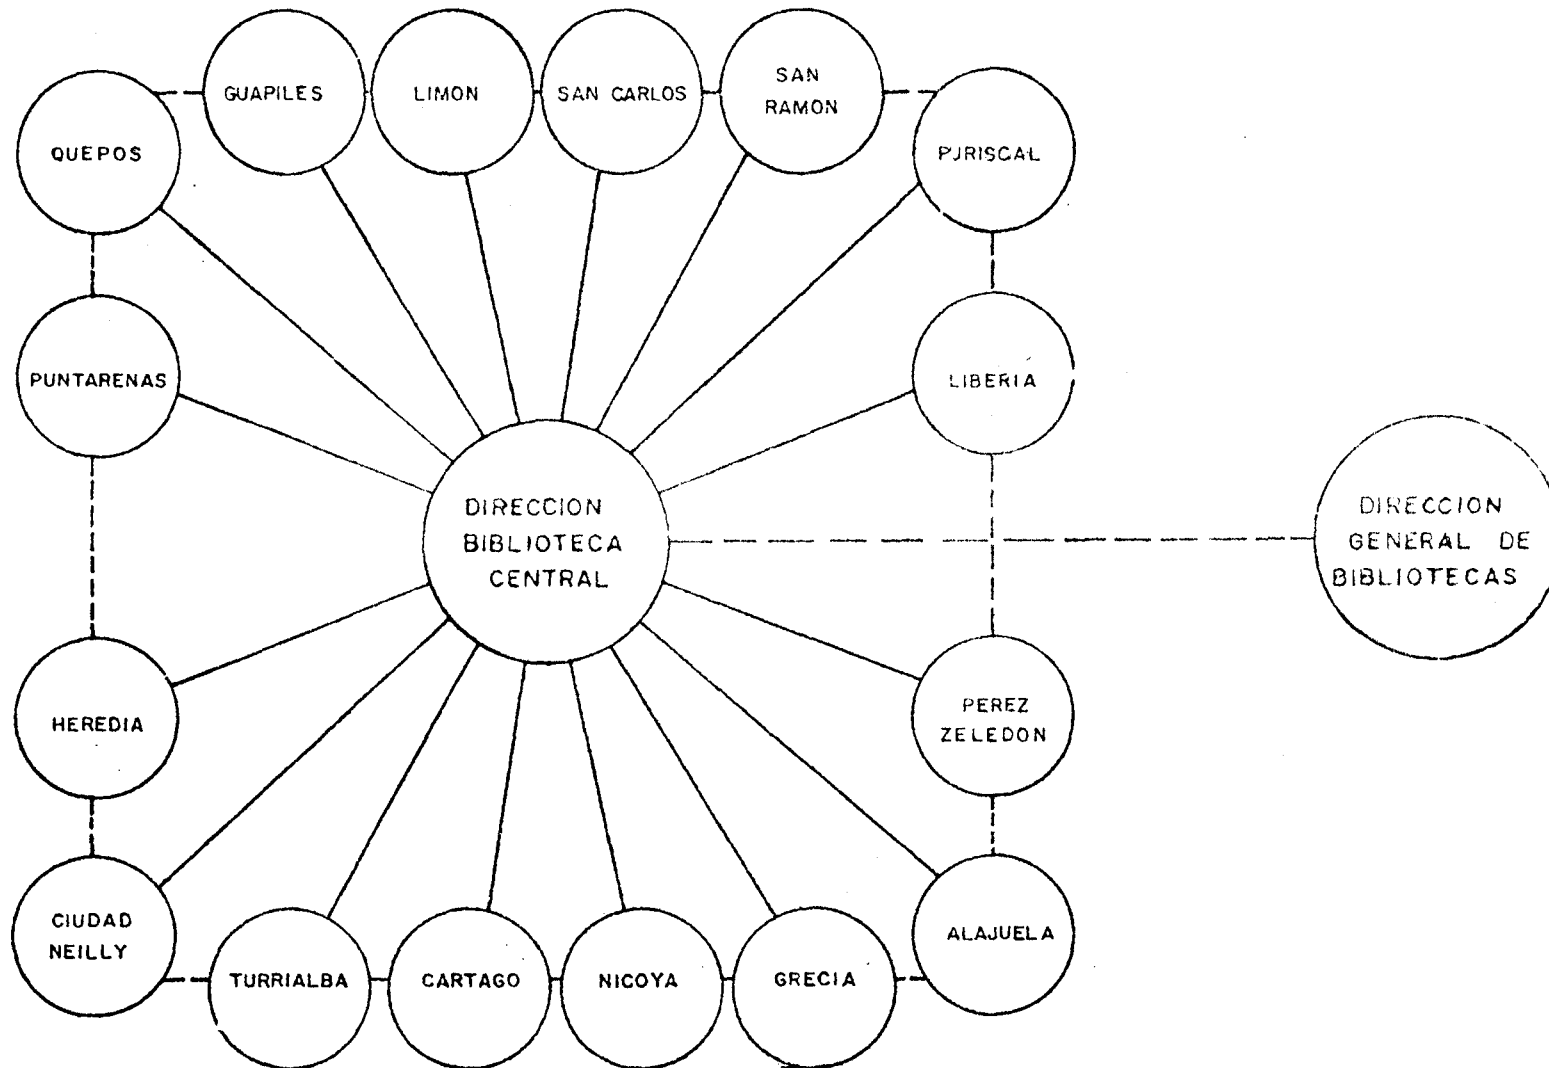 GUAPILES
LIMON
SAN CARLOS
SAN
RAMON
QUEPOS
PURISCAL
PUNTARENAS
LIBERIA
DIRECCION
BIBLIOTECA
CENTRAL
DIRECCION
GENERAL DE
BIBLIOTECAS
HEREDIA
PEREZ
ZELEDON
CIUDAD
NEILLY
ALAJUELA
TURRIALBA
CARTAGO
NICOYA
GRECIA